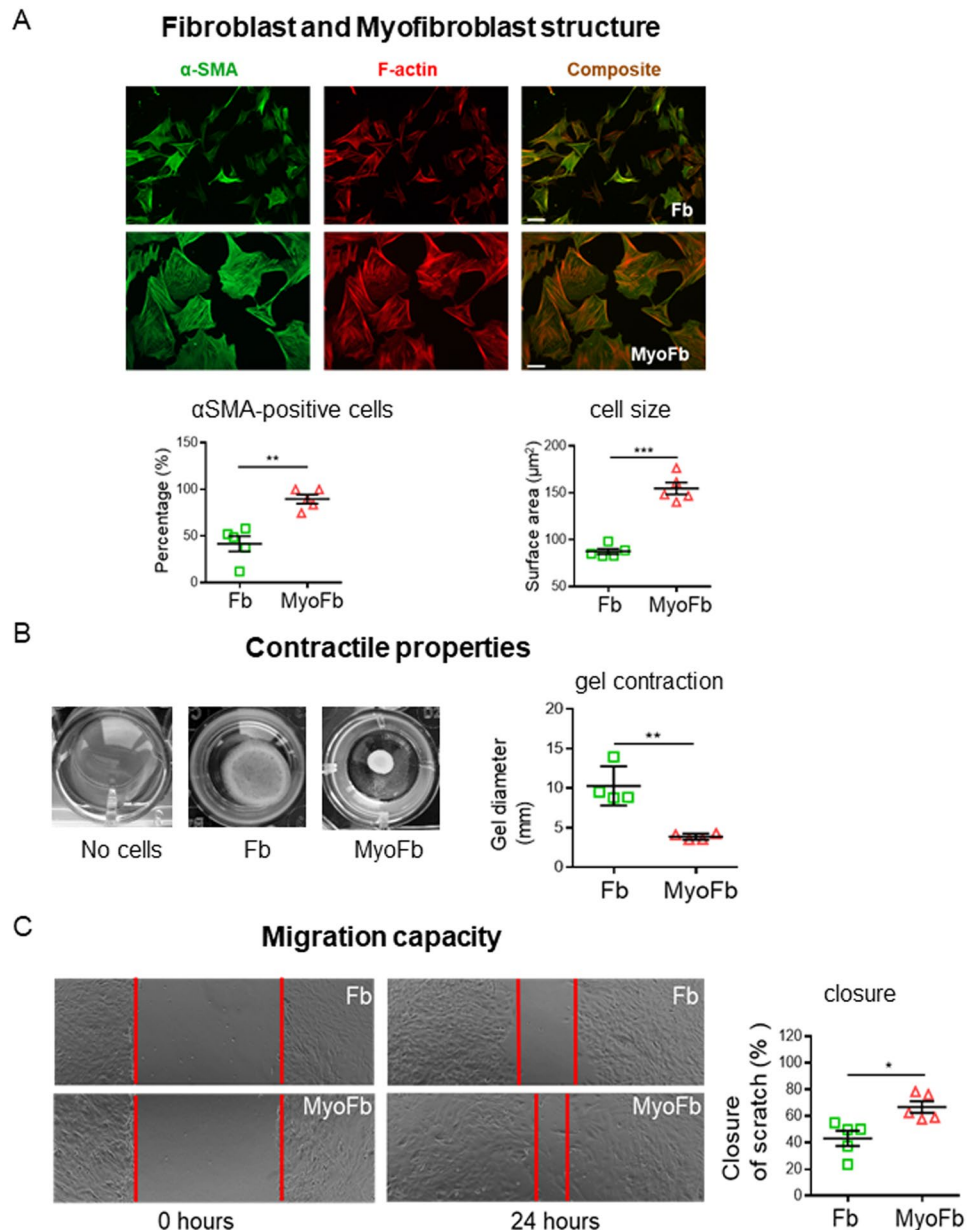 A
Fibroblast and Myofibroblast structure
α-SMA
F-actin
Composite
Fb
MyoFb
αSMA-positive cells
Percentage (%)
150
100
50
0
**
Fb
MyoFb
cell size
Surface area (µm²)
200
150
100
50
***
Fb
MyoFb
B
Contractile properties
No cells
Fb
MyoFb
gel contraction
Gel diameter
(mm)
20
15
10
5
0
**
Fb
MyoFb
C
Migration capacity
Fb
Fb
MyoFb
MyoFb
0 hours
24 hours
closure
Closure
of scratch (% )
120
100
80
60
40
20
0
*
Fb
MyoFb